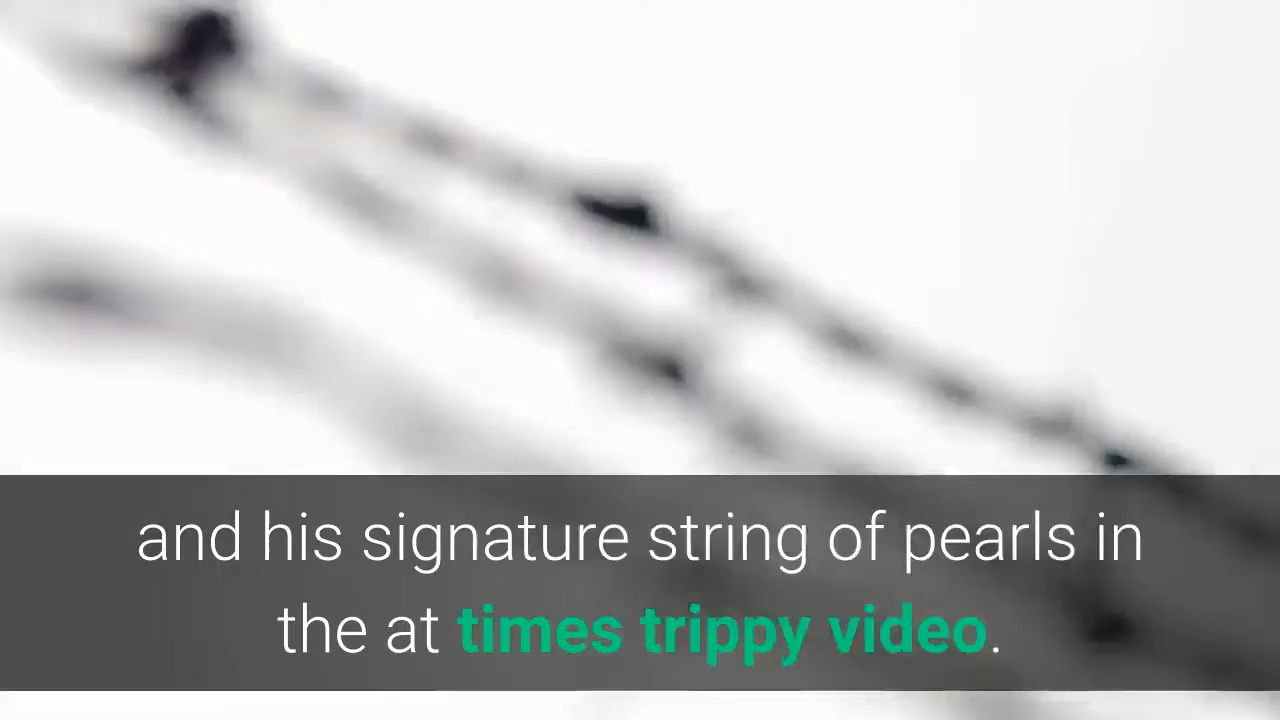 and his signature string of pearls in
the at times trippy video.